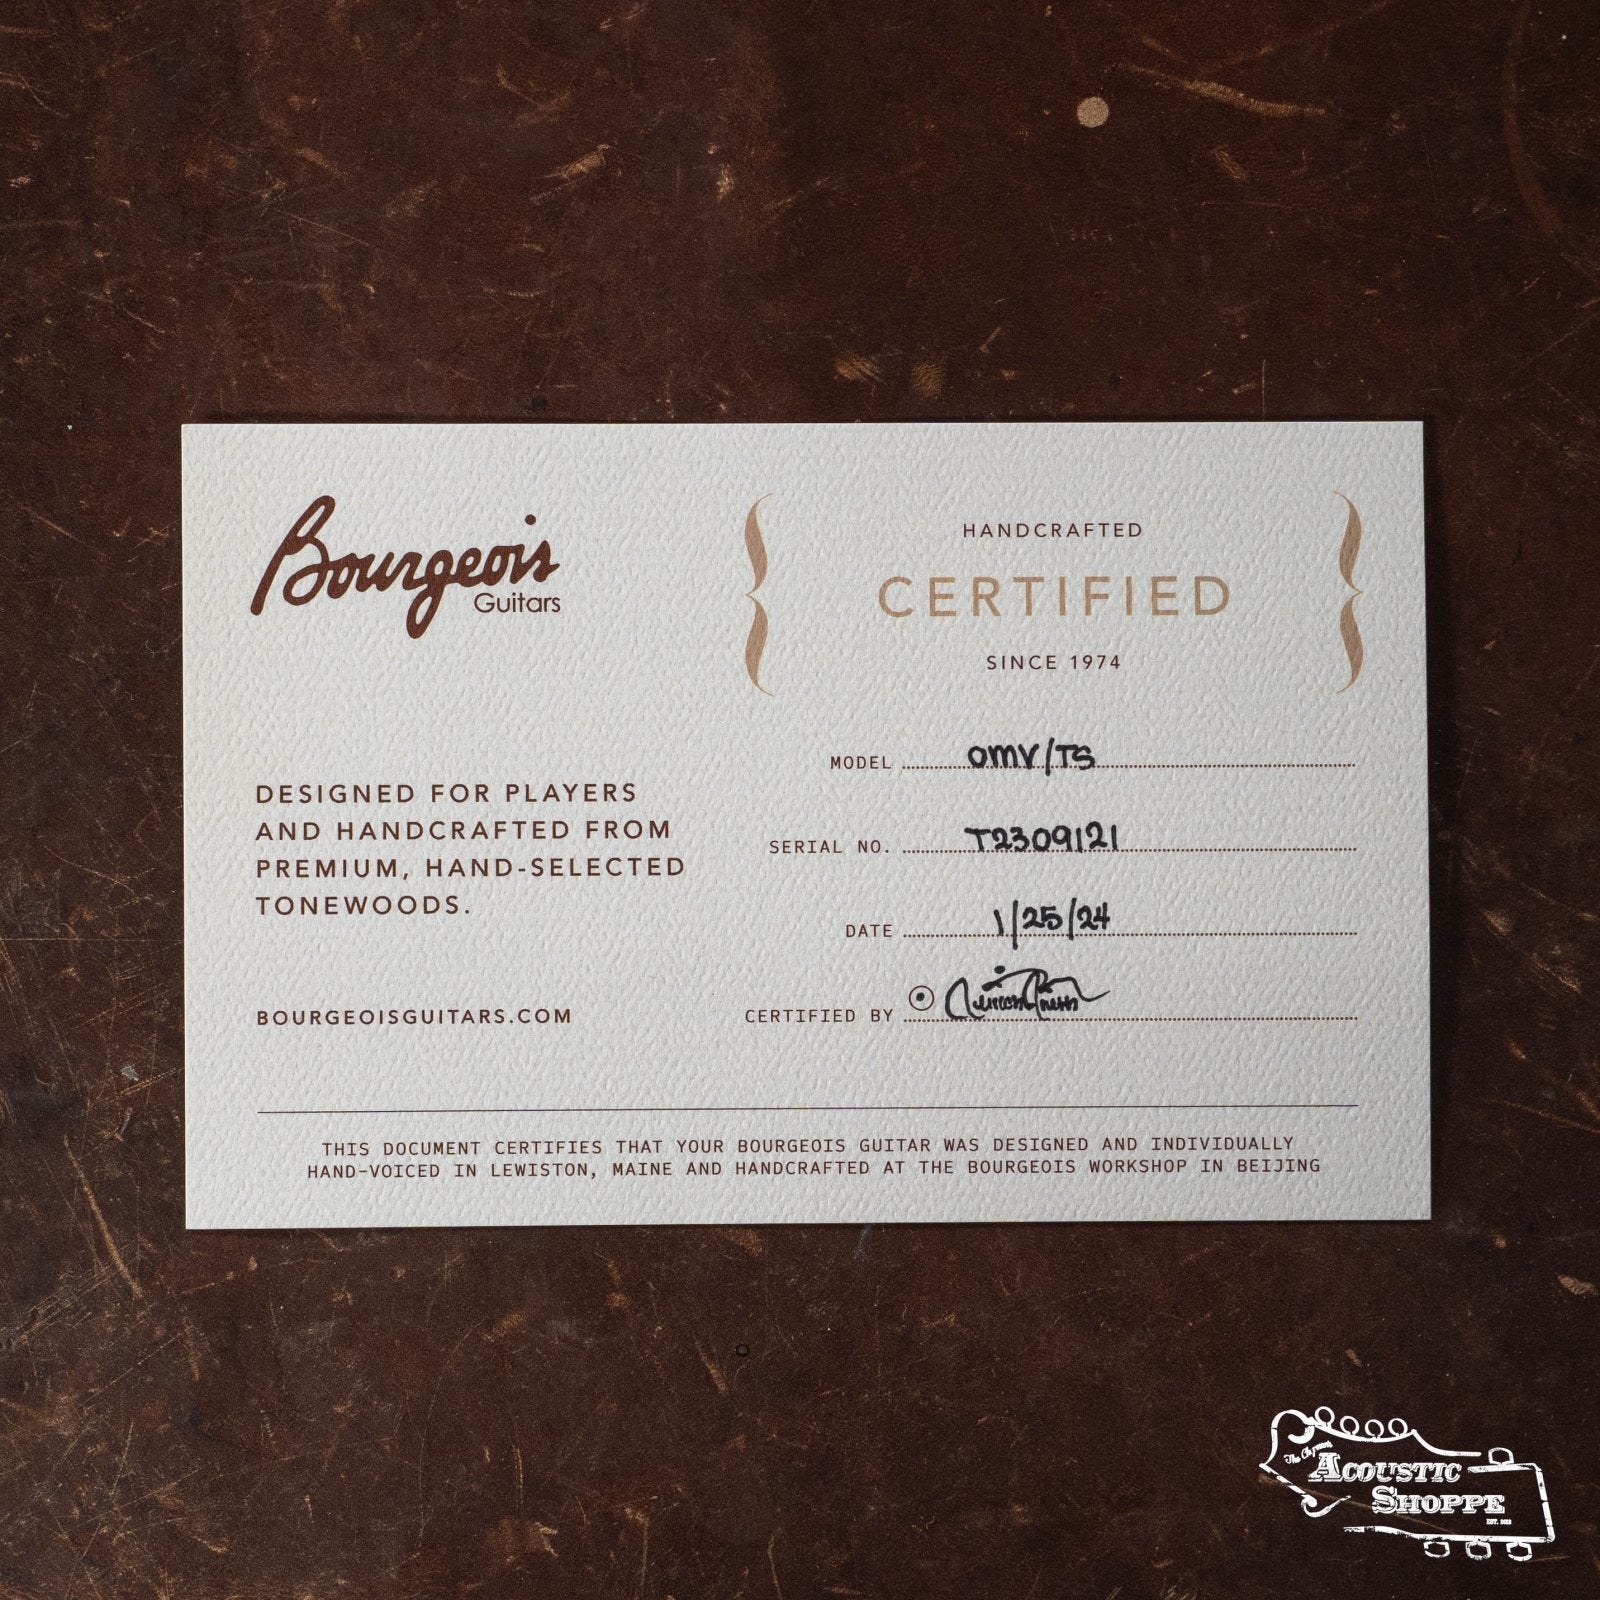 Bourgeois
Guitars
HANDCRAFTED
CERTIFIED
SINCE 1974
DESIGNED FOR PLAYERS
AND HANDCRAFTED FROM
PREMIUM, HAND-SELECTED
TONEWOODS.
BOURGEOISGUITARS.COM
MODEL OMV/TS
SERIAL NO. T2309121
DATE 1/25/24
CERTIFIED BY
THIS DOCUMENT CERTIFIES THAT YOUR BOURGEOIS GUITAR WAS DESIGNED AND INDIVIDUALLY
HAND-VOICED IN LEWISTON, MAINE AND HANDCRAFTED AT THE BOURGEOIS WORKSHOP IN BEIJING
ACOUSTIC
SHOPPE